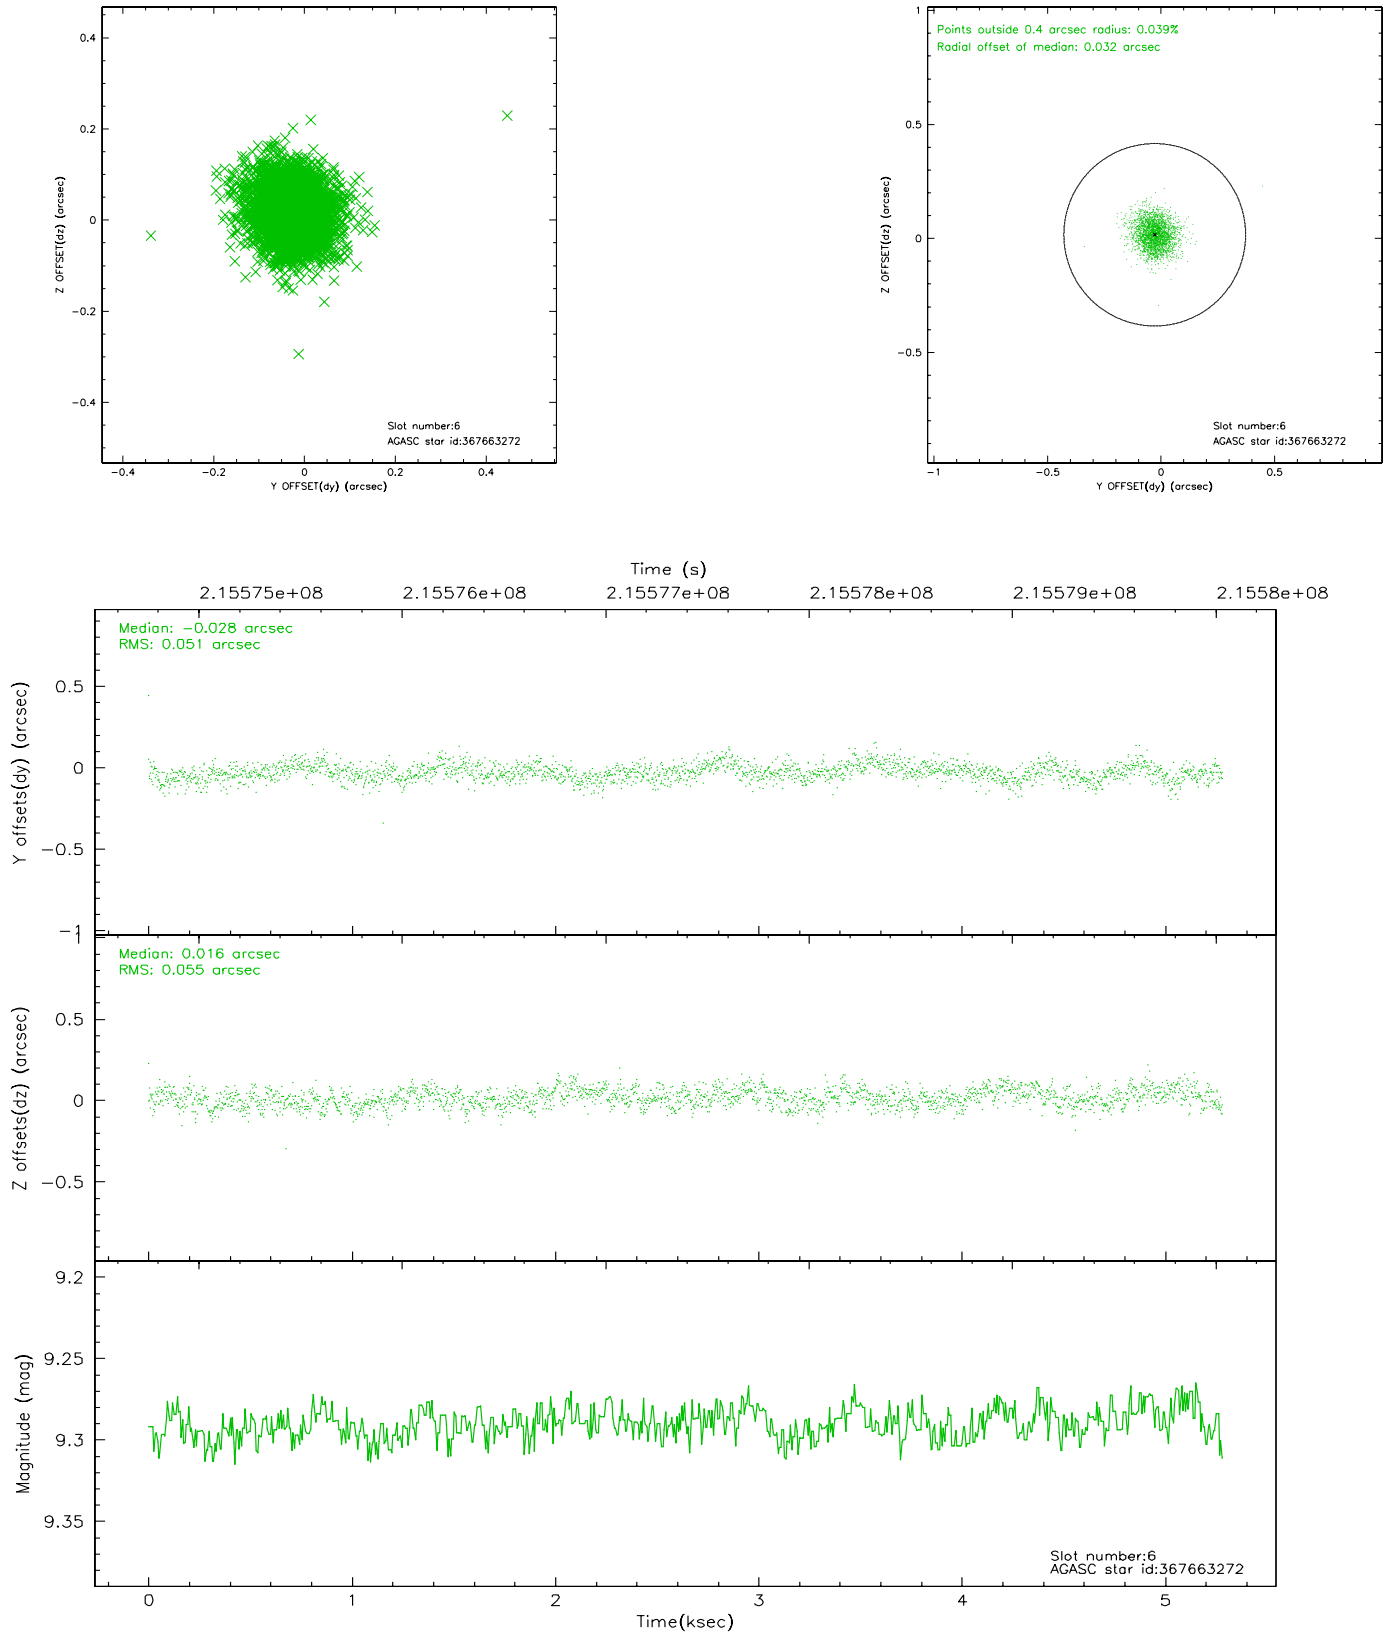 0.4
0.2
0
-0.2
-0.4
Z OFFSET(dz) (arcsec)
Slot number:6
AGASC star id:367663272
-0.4
-0.2
0
0.2
0.4
Y OFFSET(dy) (arcsec)
Points outside 0.4 arcsec radius: 0.039%
Radial offset of median: 0.032 arcsec
1
0.5
0
-0.5
Z OFFSET(dz) (arcsec)
Slot number:6
AGASC star id:367663272
-1
-0.5
0
0.5
Y OFFSET(dy) (arcsec)
Time (s)
2.15575e+08
2.15576e+08
2.15577e+08
2.15578e+08
2.15579e+08
2.1558e+08
Median: -0.028 arcsec
RMS: 0.051 arcsec
0.5
0
-0.5
-1
Y offsets(dy) (arcsec)
Median: 0.016 arcsec
RMS: 0.055 arcsec
1
0.5
0
-0.5
Z offsets(dz) (arcsec)
9.2
9.25
9.3
9.35
Magnitude (mag)
Slot number:6
AGASC star id:367663272
0
1
2
3
4
5
Time(ksec)